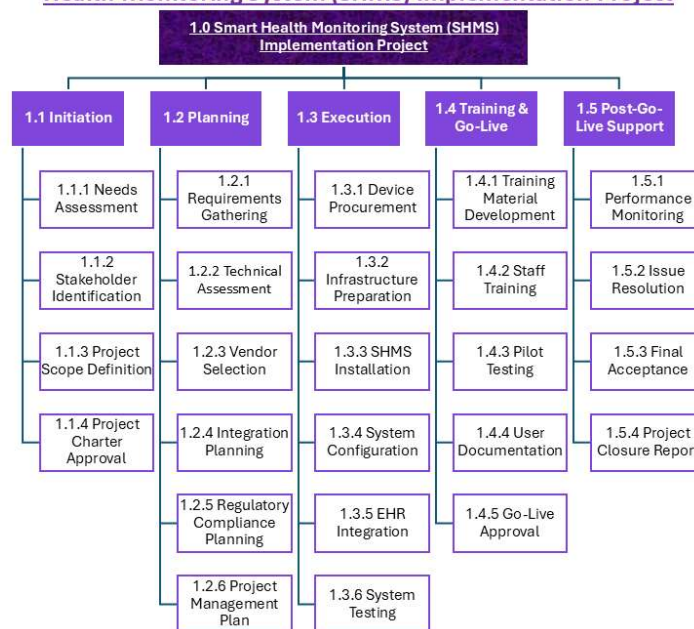 Health Monitoring System (SHMS) Implementation Project
1.0 Smart Health Monitoring System (SHMS)
Implementation Project
1.1 Initiation
1.2 Planning
1.3 Execution
1.4 Training &
Go-Live
1.5 Post-Go-
Live Support
1.1.1 Needs
Assessment
1.1.2
Stakeholder
Identification
1.1.3 Project
Scope Definition
1.1.4 Project
Charter
Approval
1.2.1
Requirements
Gathering
1.2.2 Technical
Assessment
1.2.3 Vendor
Selection
1.2.4 Integration
Planning
1.2.5 Regulatory
Compliance
Planning
1.2.6 Project
Management
Plan
1.3.1 Device
Procurement
1.3.2
Infrastructure
Preparation
1.3.3 SHMS
Installation
1.3.4 System
Configuration
1.3.5 EHR
Integration
1.3.6 System
Testing
1.4.1 Training
Material
Development
1.4.2 Staff
Training
1.4.3 Pilot
Testing
1.4.4 User
Documentation
1.4.5 Go-Live
Approval
1.5.1
Performance
Monitoring
1.5.2 Issue
Resolution
1.5.3 Final
Acceptance
1.5.4 Project
Closure Report